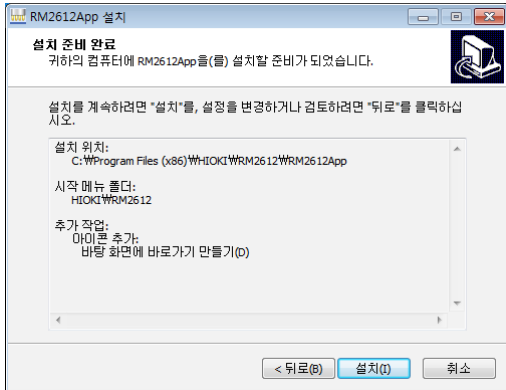 RM2612App 설치
설치 준비 완료
귀하의 컴퓨터에 RM2612App을(를) 설치할 준비가 되었습니다.
설치를 계속하려면 "설치"를, 설정을 변경하거나 검토하려면 "뒤로"를 클릭하십
시오.
설치 위치:
C:₩Program Files (x86)₩HIOKI₩RM2612₩RM2612App
시작 메뉴 폴더:
HIOKI₩RM2612
추가 작업:
아이콘 추가:
바탕 화면에 바로가기 만들기(D)
< 뒤로(B) 설치(I) 취소